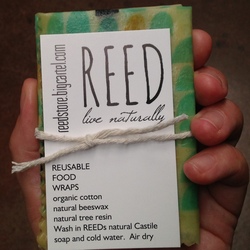 reedstore.bigcartel.com
REED
live naturally
REUSABLE
FOOD
WRAPS
organic cotton
natural beeswax
natural tree resin
Wash in REEDs natural Castile
soap and cold water. Air dry